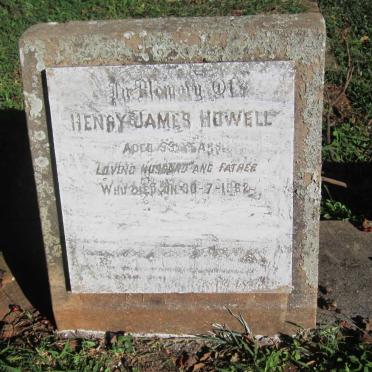 In Memory Of
HENRY JAMES HOWELL
AGED YEARS.
LOVING HUSBAND AND FATHER
WHO DIED ON 30-7-1962